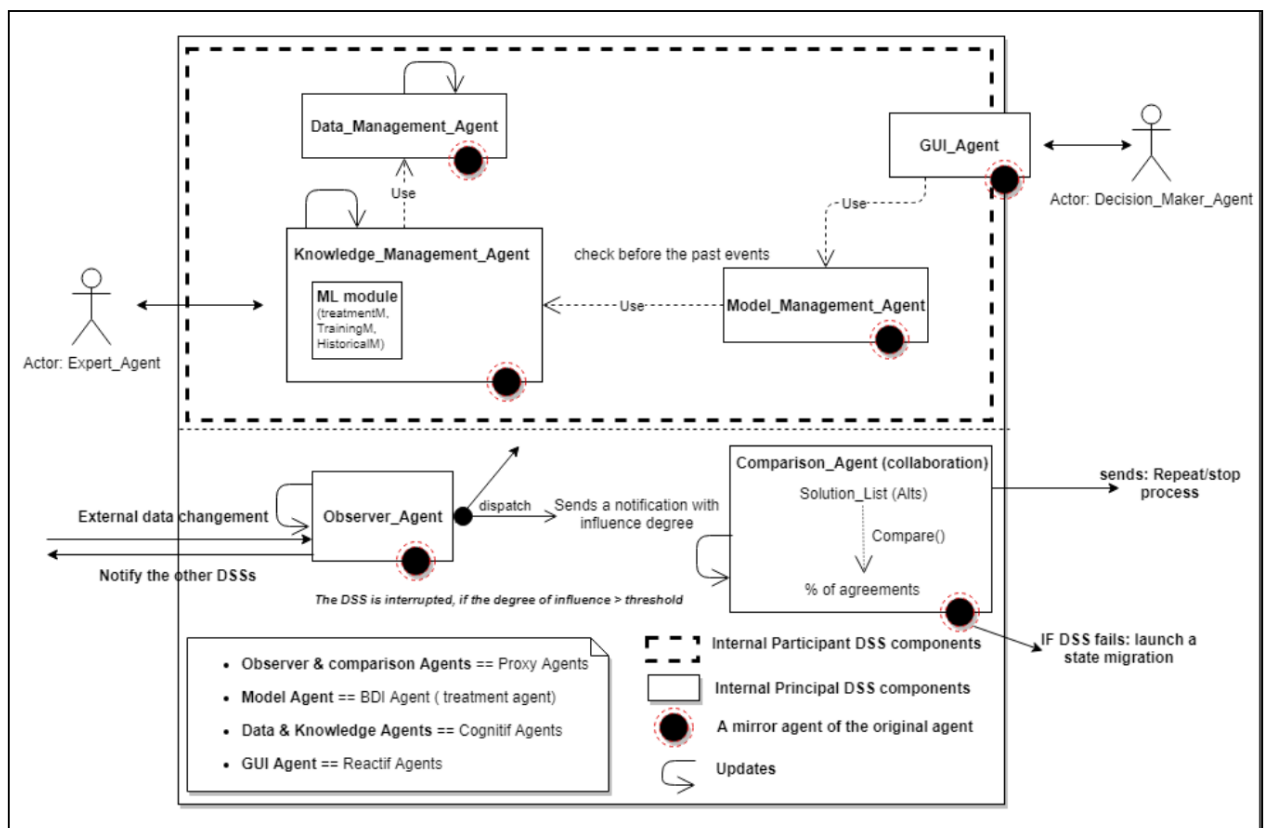 Data_Management_Agent
GUI_Agent
Actor: Decision_Maker_Agent
Use
Use
Knowledge_Management_Agent
check before the past events
ML module
(treatmentM,
TrainingM,
HistoricalM)
Use
Model_Management_Agent
Actor: Expert_Agent
Comparison_Agent (collaboration)
Solution_List (Alts)
Compare()
% of agreements
sends: Repeat/stop
process
External data changement
Observer_Agent
dispatch
Sends a notification with
influence degree
Notify the other DSSs
The DSS is interrupted, if the degree of influence > threshold
IF DSS fails: launch a
state migration
• Observer & comparison Agents == Proxy Agents
• Model Agent == BDI Agent ( treatment agent)
• Data & Knowledge Agents == Cognitif Agents
• GUI Agent == Reactif Agents
Internal Participant DSS components
Internal Principal DSS components
A mirror agent of the original agent
Updates